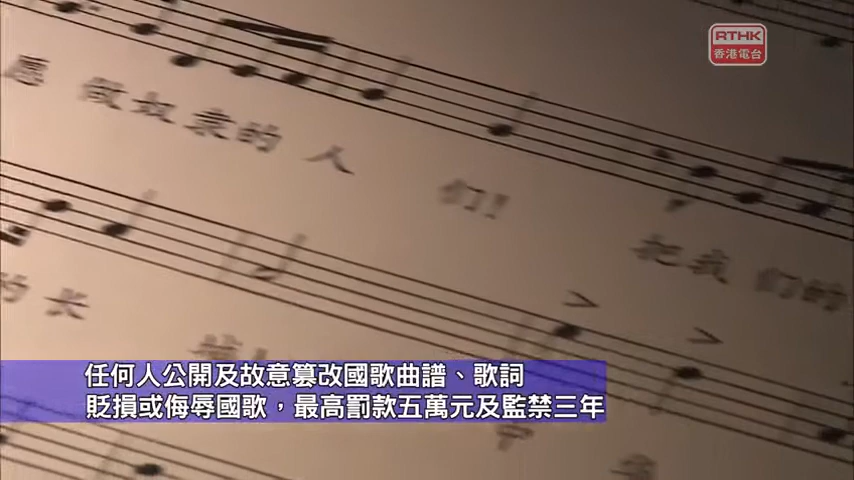 RTHK
香港電台
愿 做奴隶的 人 们!
把我 们的
的 长 城!
任何人公開及故意篡改國歌曲譜、歌詞
貶損或侮辱國歌，最高罰款五萬元及監禁三年